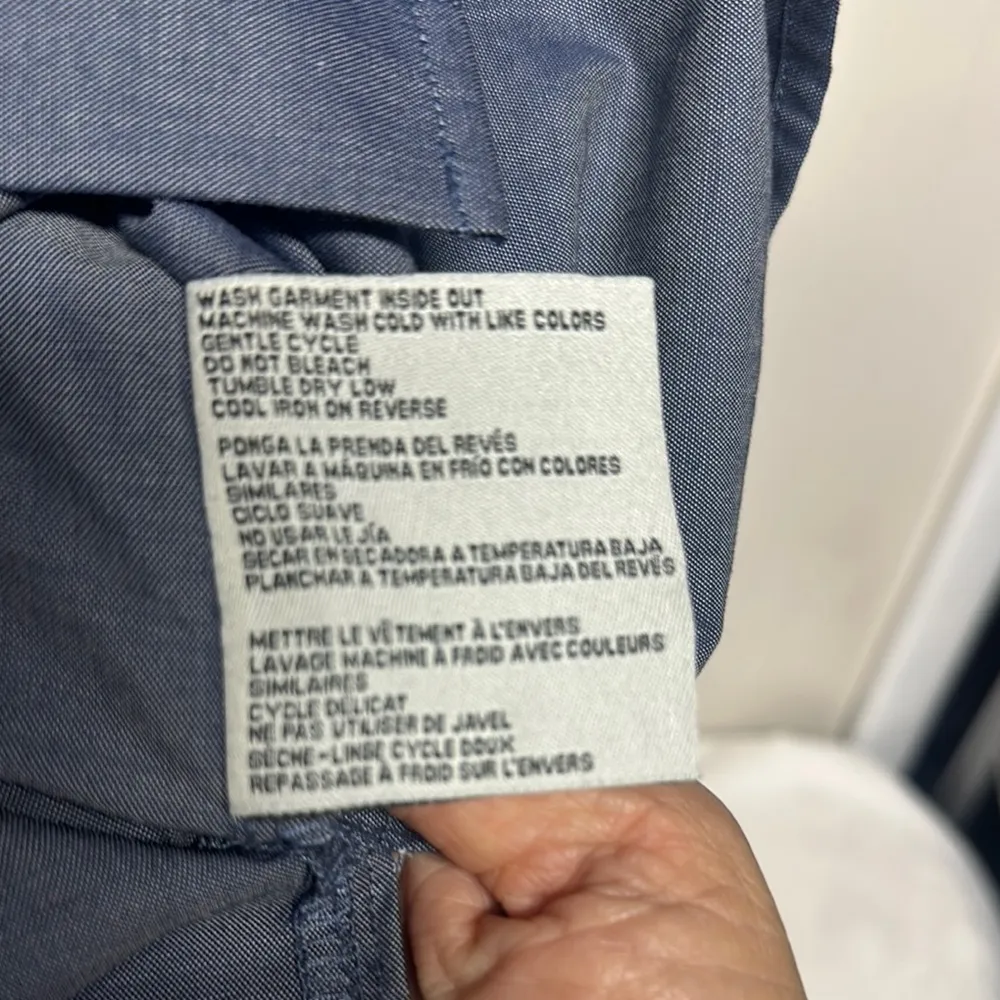 WASH GARMENT INSIDE OUT
MACHINE WASH COLD WITH LIKE COLORS
GENTLE CYCLE
DO NOT BLEACH
TUMBLE DRY LOW
COOL IRON ON REVERSE
PONGA LA PRENDA DEL REVÉS
LAVAR A MÁQUINA EN FRÍO CON COLORES
SIMILARES
CICLO SUAVE
NO USAR LEJÍA
SECAR EN SECADORA A TEMPERATURA BAJA
PLANCHAR A TEMPERATURA BAJA DEL REVÉS
METTRE LE VÊTEMENT À L'ENVERS
LAVAGE MACHINE À FROID AVEC COULEURS
SIMILAIRES
CYCLE DÉLICAT
NE PAS UTILISER DE JAVEL
SÈCHE-LINGE CYCLE DOUX
REPASSAGE À FROID SUR L'ENVERS